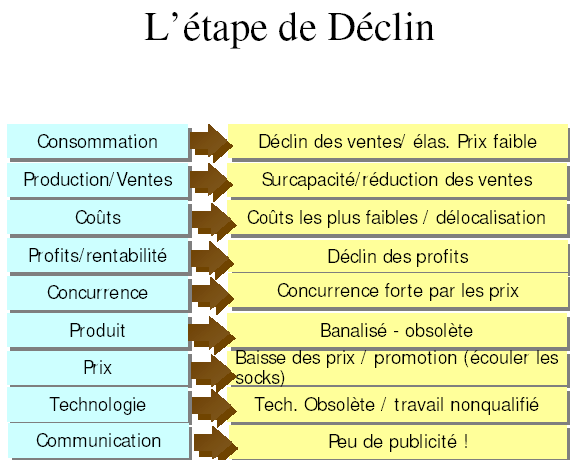 L'étape de Déclin
Consommation
Déclin des ventes/ élas. Prix faible
Production/Ventes
Surcapacité/réduction des ventes
Coûts
Coûts les plus faibles / délocalisation
Profits/rentabilité
Déclin des profits
Concurrence
Concurrence forte par les prix
Produit
Banalisé - obsolète
Prix
Baisse des prix / promotion (écouler les
socks)
Technologie
Tech. Obsolète / travail nonqualifié
Communication
Peu de publicité !